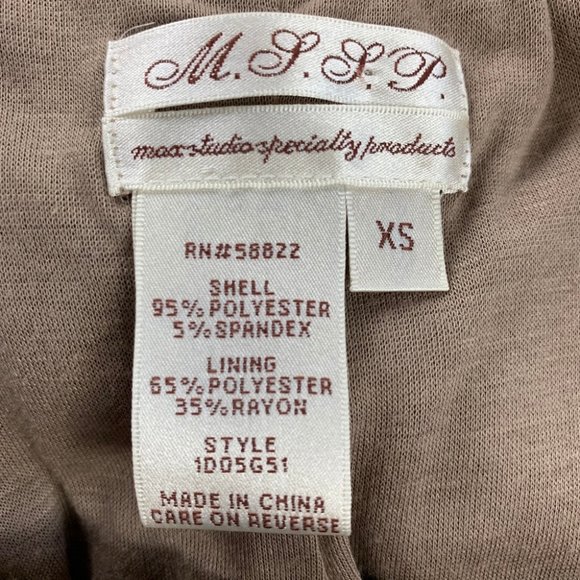 M.S.S.P.
max studio specialty products
XS
RN#58822
SHELL
95% POLYESTER
5% SPANDEX
LINING
65% POLYESTER
35% RAYON
STYLE
1D05G51
MADE IN CHINA
CARE ON REVERSE